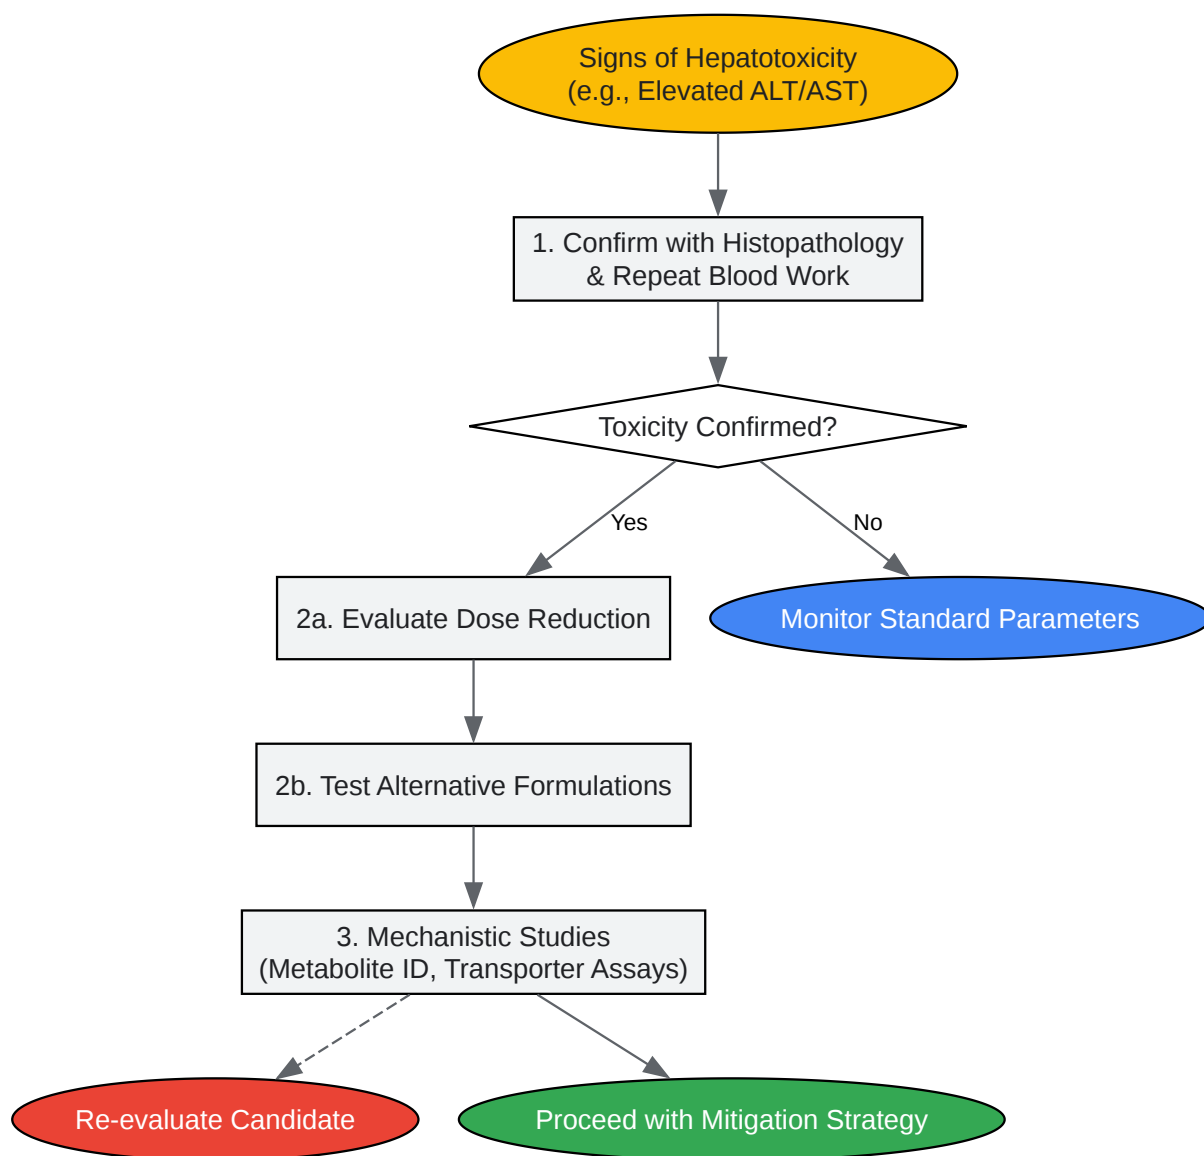 Signs of Hepatotoxicity
(e.g., Elevated ALT/AST)
1. Confirm with Histopathology
& Repeat Blood Work
Toxicity Confirmed?
Yes
No
2a. Evaluate Dose Reduction
Monitor Standard Parameters
2b. Test Alternative Formulations
3. Mechanistic Studies
(Metabolite ID, Transporter Assays)
Re-evaluate Candidate
Proceed with Mitigation Strategy